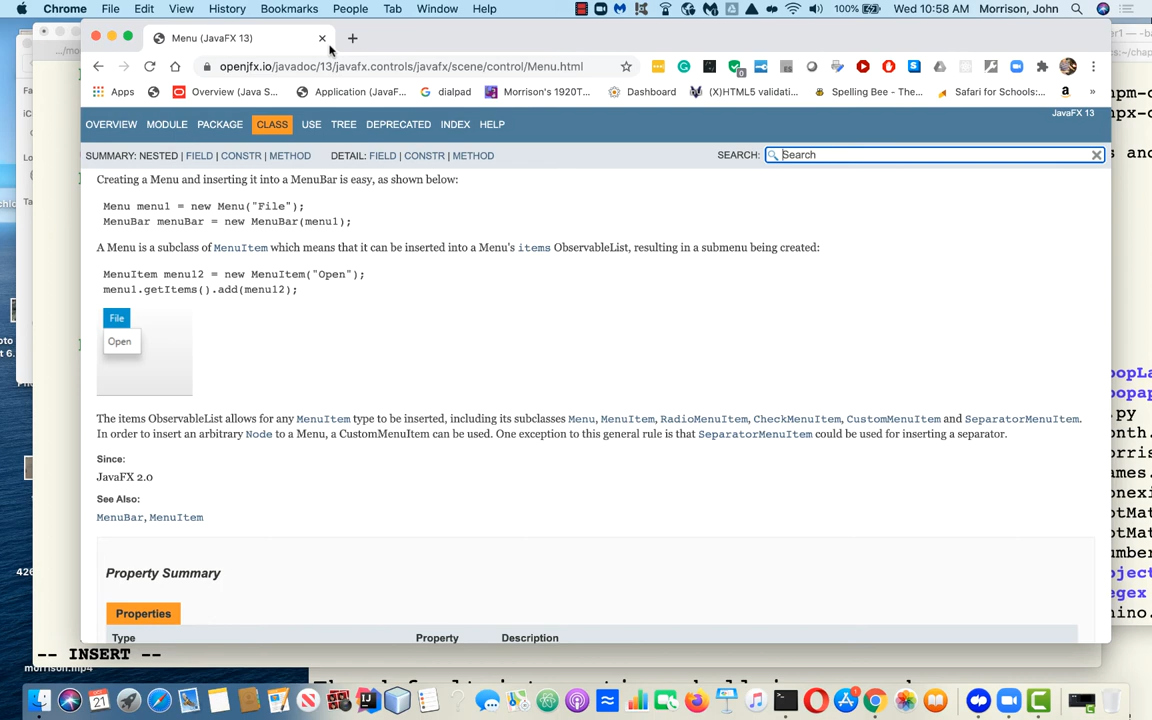 Chrome File Edit View History Bookmarks People Tab Window Help 100% Wed 10:58 AM Morrison, John
Menu (JavaFX 13)
openjfx.io/javadoc/13/javafx.controls/javafx/scene/control/Menu.html
Apps Overview (Java S... Application (JavaF... dialpad Morrison's 1920T... Dashboard (X)HTML5 validati... Spelling Bee - The... Safari for Schools:... »
OVERVIEW MODULE PACKAGE CLASS USE TREE DEPRECATED INDEX HELP JavaFX 13
SUMMARY: NESTED | FIELD | CONSTR | METHOD DETAIL: FIELD | CONSTR | METHOD SEARCH: Search
Creating a Menu and inserting it into a MenuBar is easy, as shown below:
Menu menu1 = new Menu("File");
MenuBar menuBar = new MenuBar(menu1);
A Menu is a subclass of MenuItem which means that it can be inserted into a Menu's items ObservableList, resulting in a submenu being created:
MenuItem menu12 = new MenuItem("Open");
menu1.getItems().add(menu12);
File
Open
The items ObservableList allows for any MenuItem type to be inserted, including its subclasses Menu, MenuItem, RadioMenuItem, CheckMenuItem, CustomMenuItem and SeparatorMenuItem.
In order to insert an arbitrary Node to a Menu, a CustomMenuItem can be used. One exception to this general rule is that SeparatorMenuItem could be used for inserting a separator.
Since:
JavaFX 2.0
See Also:
MenuBar, MenuItem
Property Summary
Properties
Type Property Description
-- INSERT --
morrison.mp4